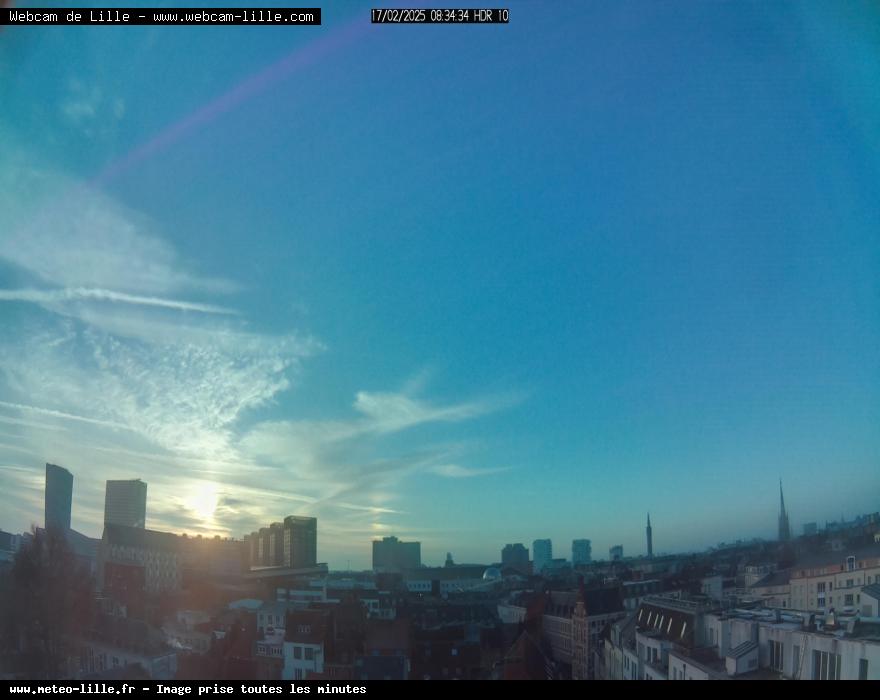 Webcam de Lille - www.webcam-lille.com
17/02/2025 08:34:34 HDR 10
www.meteo-lille.fr - Image prise toutes les minutes